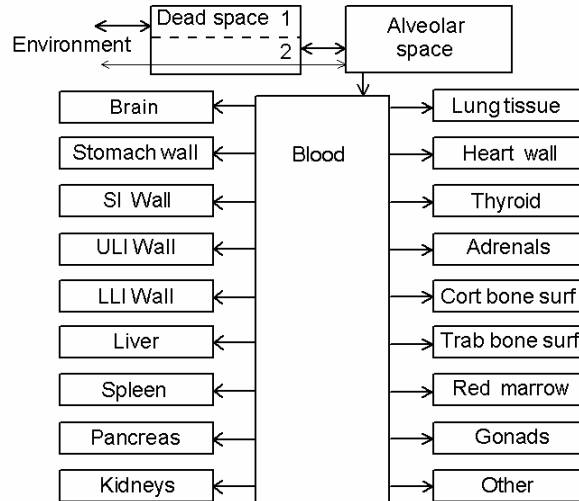 Dead space 1
2
Environment
Alveolar
space
Blood
Brain
Stomach wall
SI Wall
ULI Wall
LLI Wall
Liver
Spleen
Pancreas
Kidneys
Lung tissue
Heart wall
Thyroid
Adrenals
Cort bone surf
Trab bone surf
Red marrow
Gonads
Other